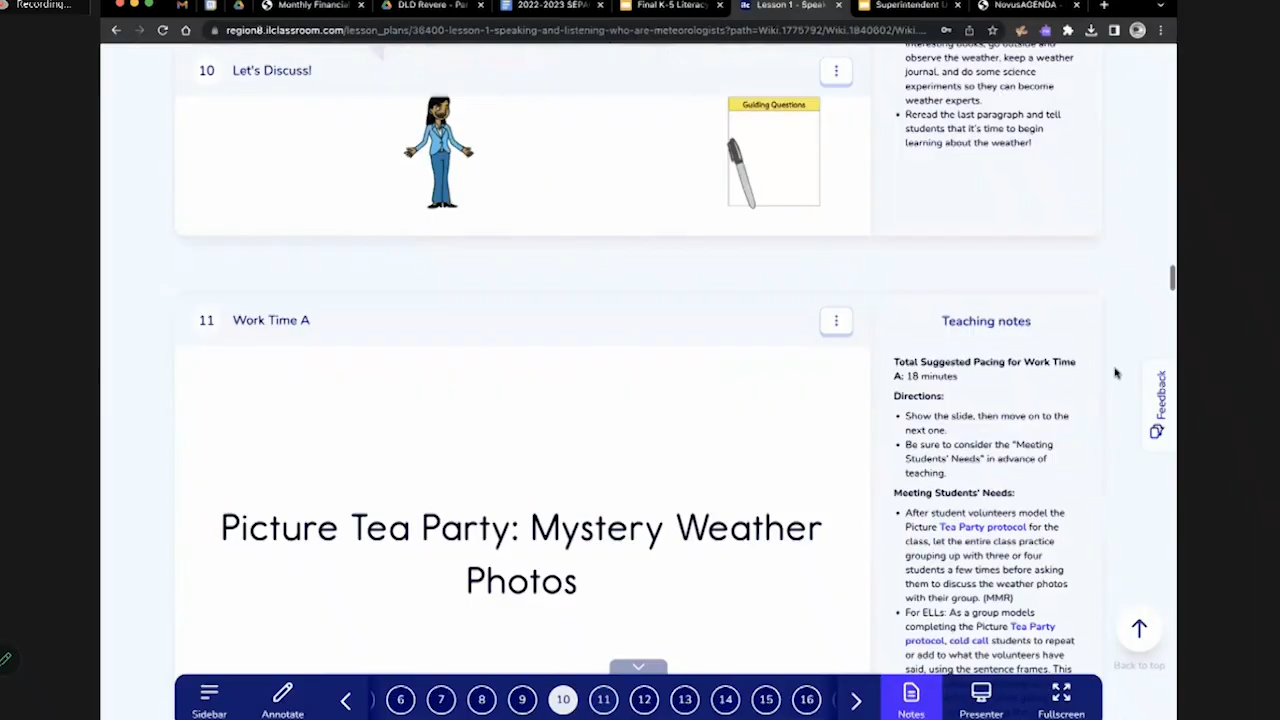 Recording...
Monthly Financial
DLD Revere - Par
2022-2023 SEPA
Final K-5 Literacy
Lesson 1 - Speak
Superintendent U
NovusAGENDA
region8.ilclassroom.com/lesson_plans/36400-lesson-1-speaking-and-listening-who-are-meteorologists?path=Wiki.1775792/Wiki.1840602/Wiki....
10 Let's Discuss!
Guiding Questions
interesting books, go outside and
observe the weather, keep a weather
journal, and do some science
experiments so they can become
weather experts.
• Reread the last paragraph and tell
students that it's time to begin
learning about the weather!
11 Work Time A
Picture Tea Party: Mystery Weather
Photos
Teaching notes
Total Suggested Pacing for Work Time
A: 18 minutes
Directions:
• Show the slide, then move on to the
next one.
• Be sure to consider the "Meeting
Students' Needs" in advance of
teaching.
Meeting Students' Needs:
• After student volunteers model the
Picture Tea Party protocol for the
class, let the entire class practice
grouping up with three or four
students a few times before asking
them to discuss the weather photos
with their group. (MMR)
• For ELLs: As a group models
completing the Picture Tea Party
protocol, cold call students to repeat
or add to what the volunteers have
said, using the sentence frames. This
Feedback
Back to top
Sidebar
Annotate
6 7 8 9 10 11 12 13 14 15 16
Notes
Presenter
Fullscreen